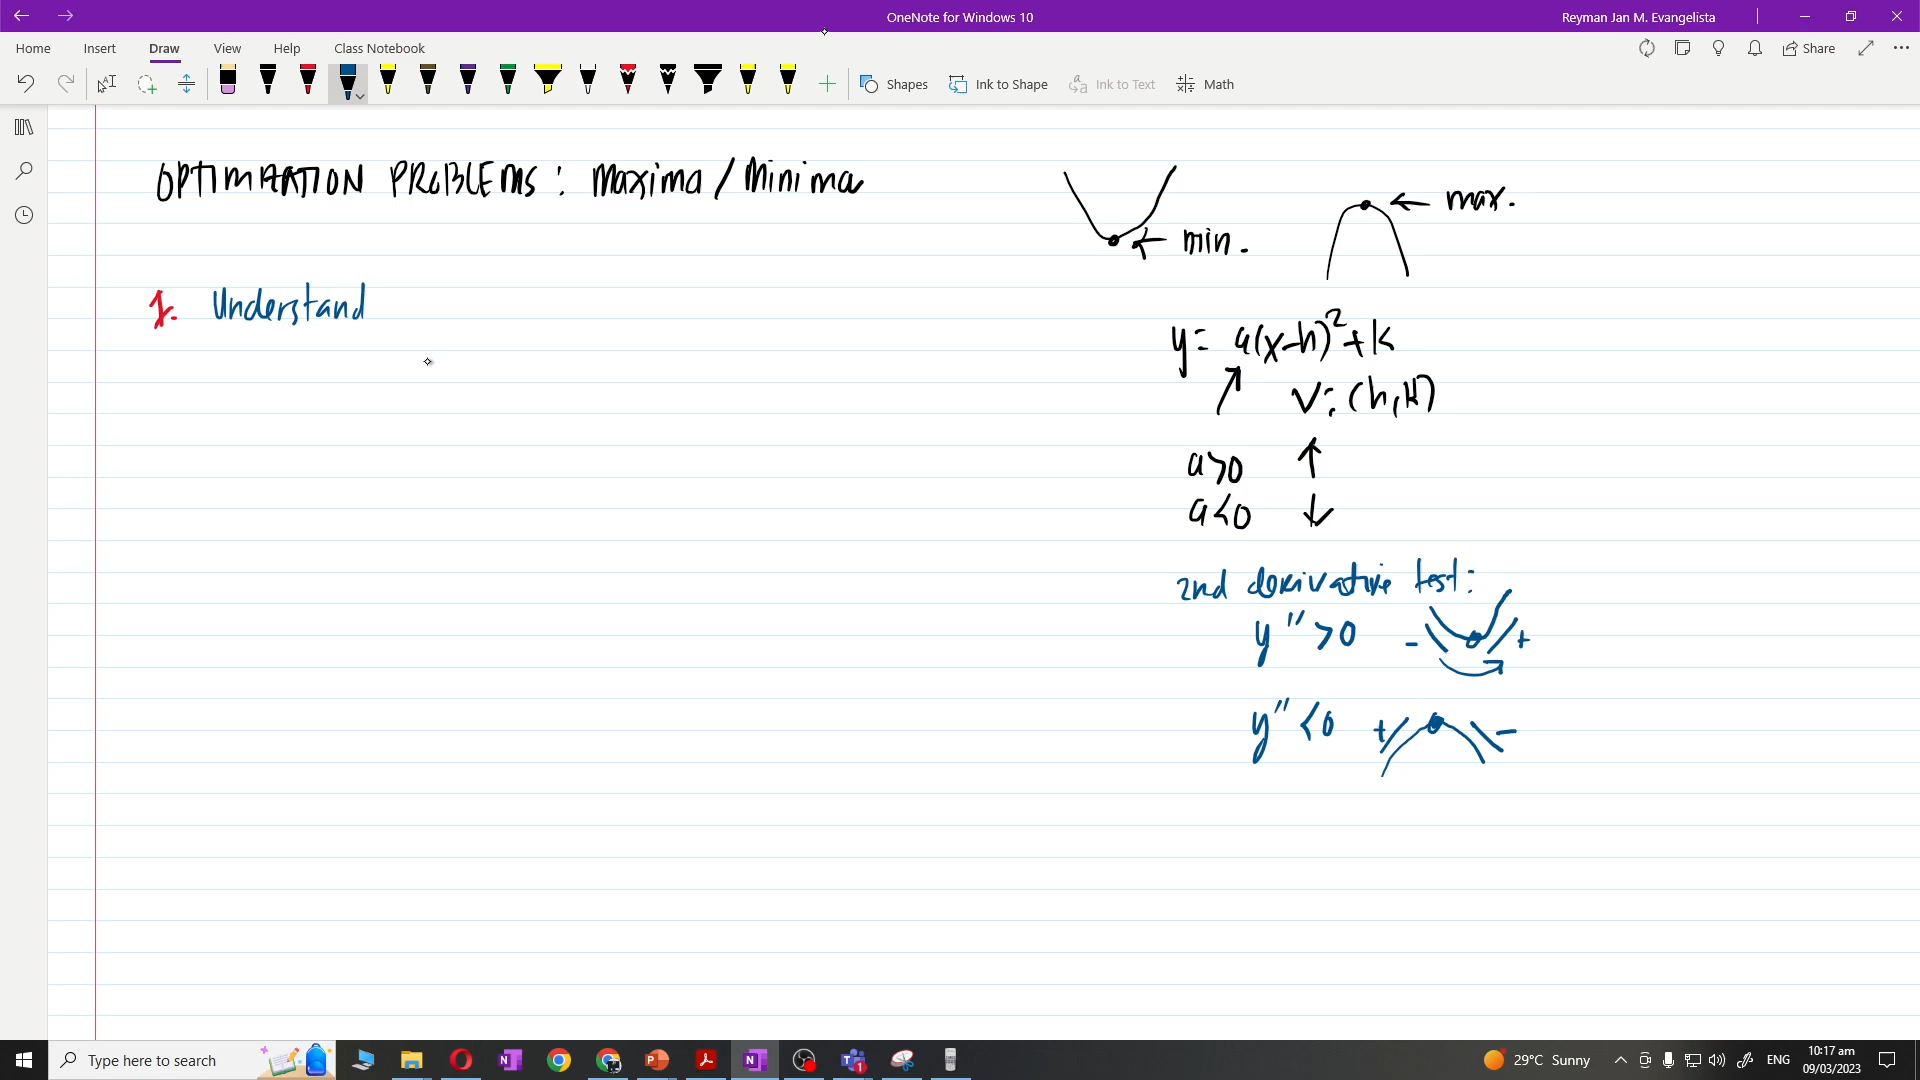 OneNote for Windows 10
Reyman Jan M. Evangelista
Home Insert Draw View Help Class Notebook
Share
Shapes Ink to Shape Ink to Text Math
OPTIMIZATION PROBLEMS : Maxima / Minima
max.
min.
1. Understand
y = a(x-h)²+k
V: (h,k)
a>0 ↑
a<0 ↓
2nd derivative test:
y" >0 - +
y" <0 + -
Type here to search
29°C Sunny
ENG
10:17 am
09/03/2023